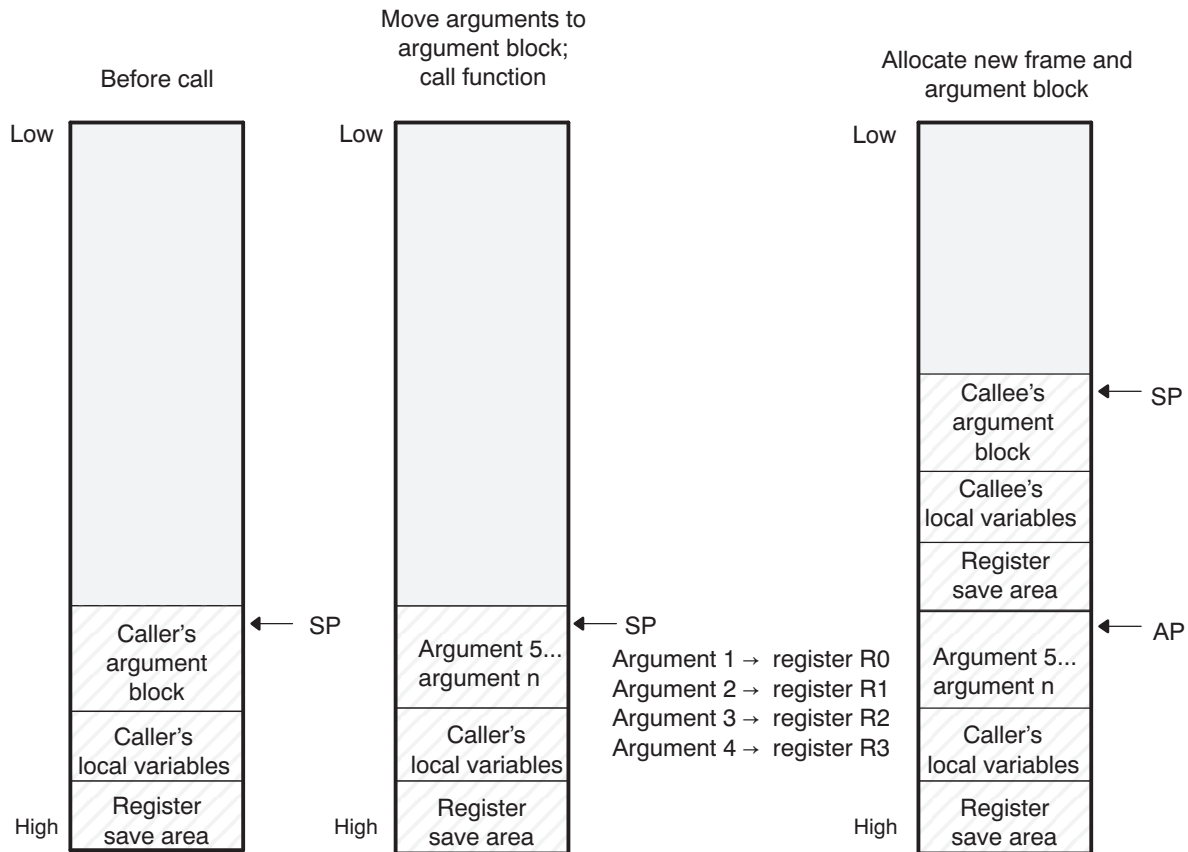 Before call
Low
Caller's
argument
block
SP
Caller's
local variables
Register
save area
High
Move arguments to
argument block;
call function
Low
SP
Argument 5...
argument n
Argument 1 → register R0
Argument 2 → register R1
Argument 3 → register R2
Argument 4 → register R3
Caller's
local variables
Register
save area
High
Allocate new frame and
argument block
Low
Callee's
argument
block
SP
Callee's
local variables
Register
save area
AP
Argument 5...
argument n
Caller's
local variables
Register
save area
High